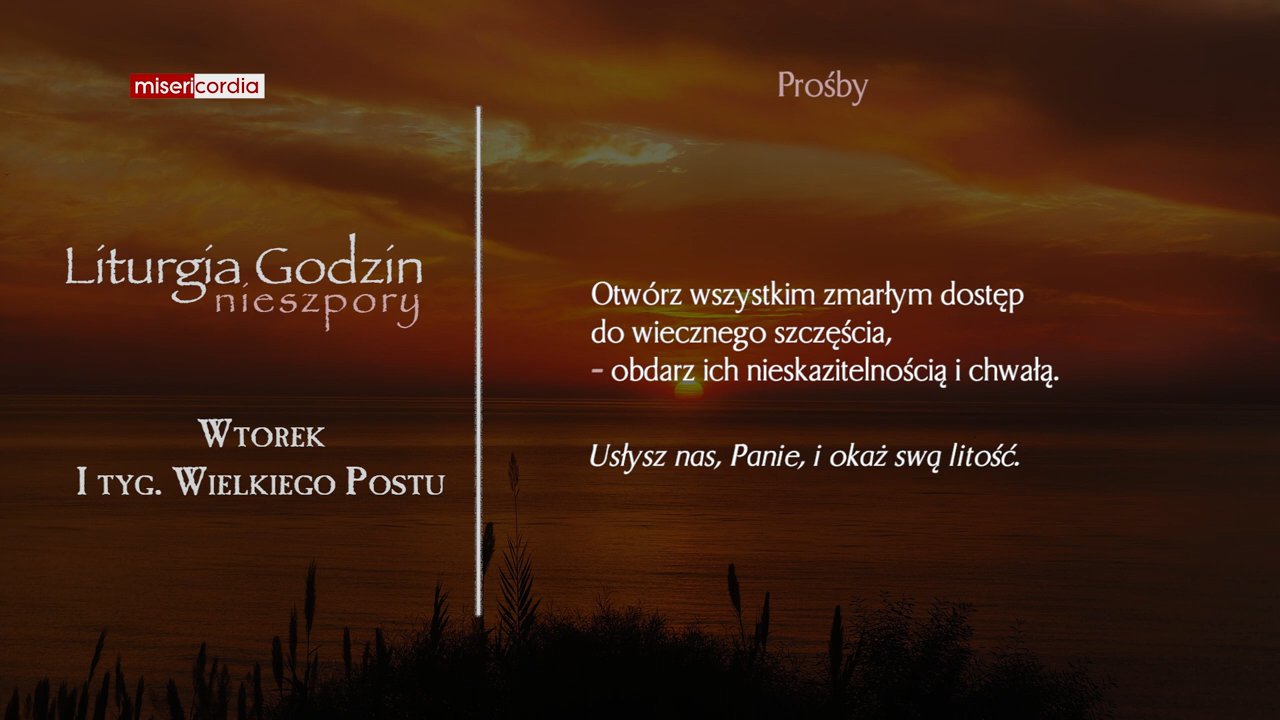 misericordia
Prośby
Liturgia Godzin
nieszpory
Wtorek
I tyg. Wielkiego Postu
Otwórz wszystkim zmarłym dostęp
do wiecznego szczęścia,
- obdarz ich nieskazitelnością i chwałą.
Usłysz nas, Panie, i okaż swą litość.